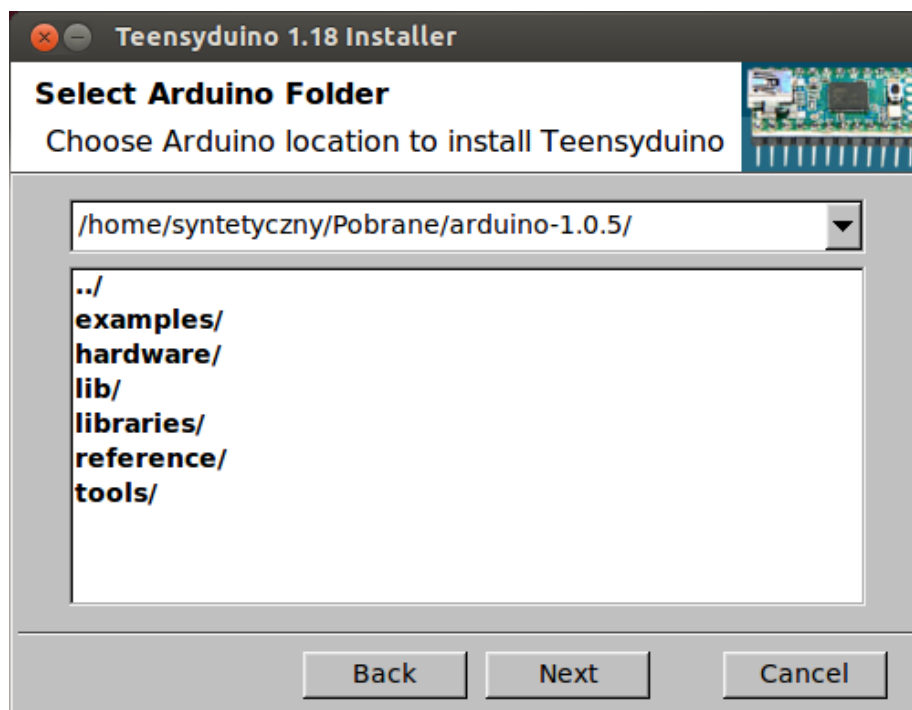 Teensyduino 1.18 Installer
Select Arduino Folder
Choose Arduino location to install Teensyduino
/home/syntetyczny/Pobrane/arduino-1.0.5/
../
examples/
hardware/
lib/
libraries/
reference/
tools/
Back Next Cancel